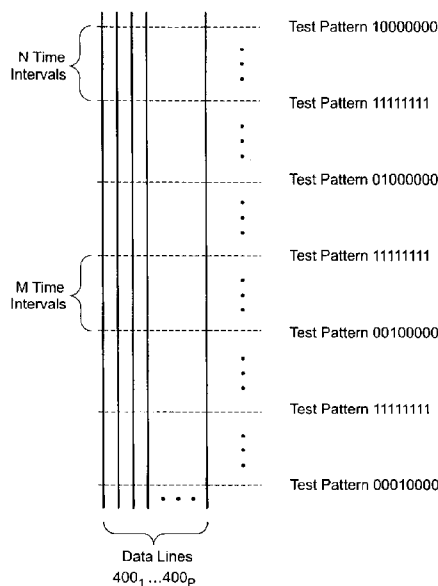 Test Pattern 10000000
N Time
Intervals
Test Pattern 11111111
Test Pattern 01000000
Test Pattern 11111111
M Time
Intervals
Test Pattern 00100000
Test Pattern 11111111
Test Pattern 00010000
Data Lines
400₁ ...400ₚ